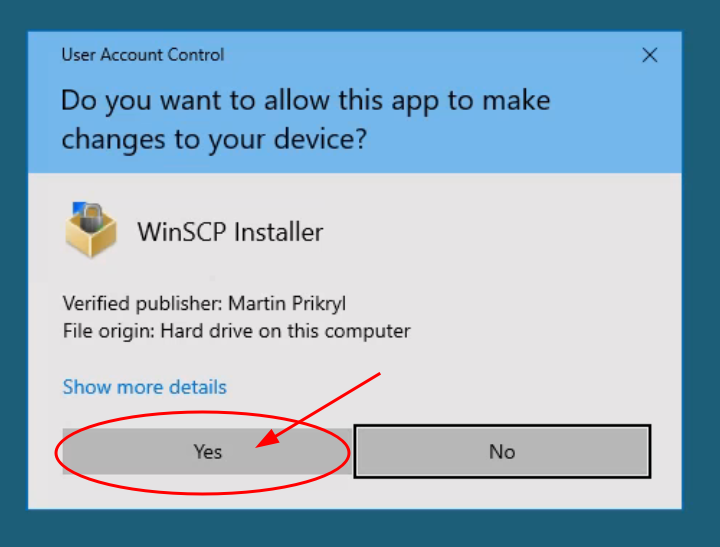 User Account Control
Do you want to allow this app to make
changes to your device?
WinSCP Installer
Verified publisher: Martin Prikryl
File origin: Hard drive on this computer
Show more details
Yes
No